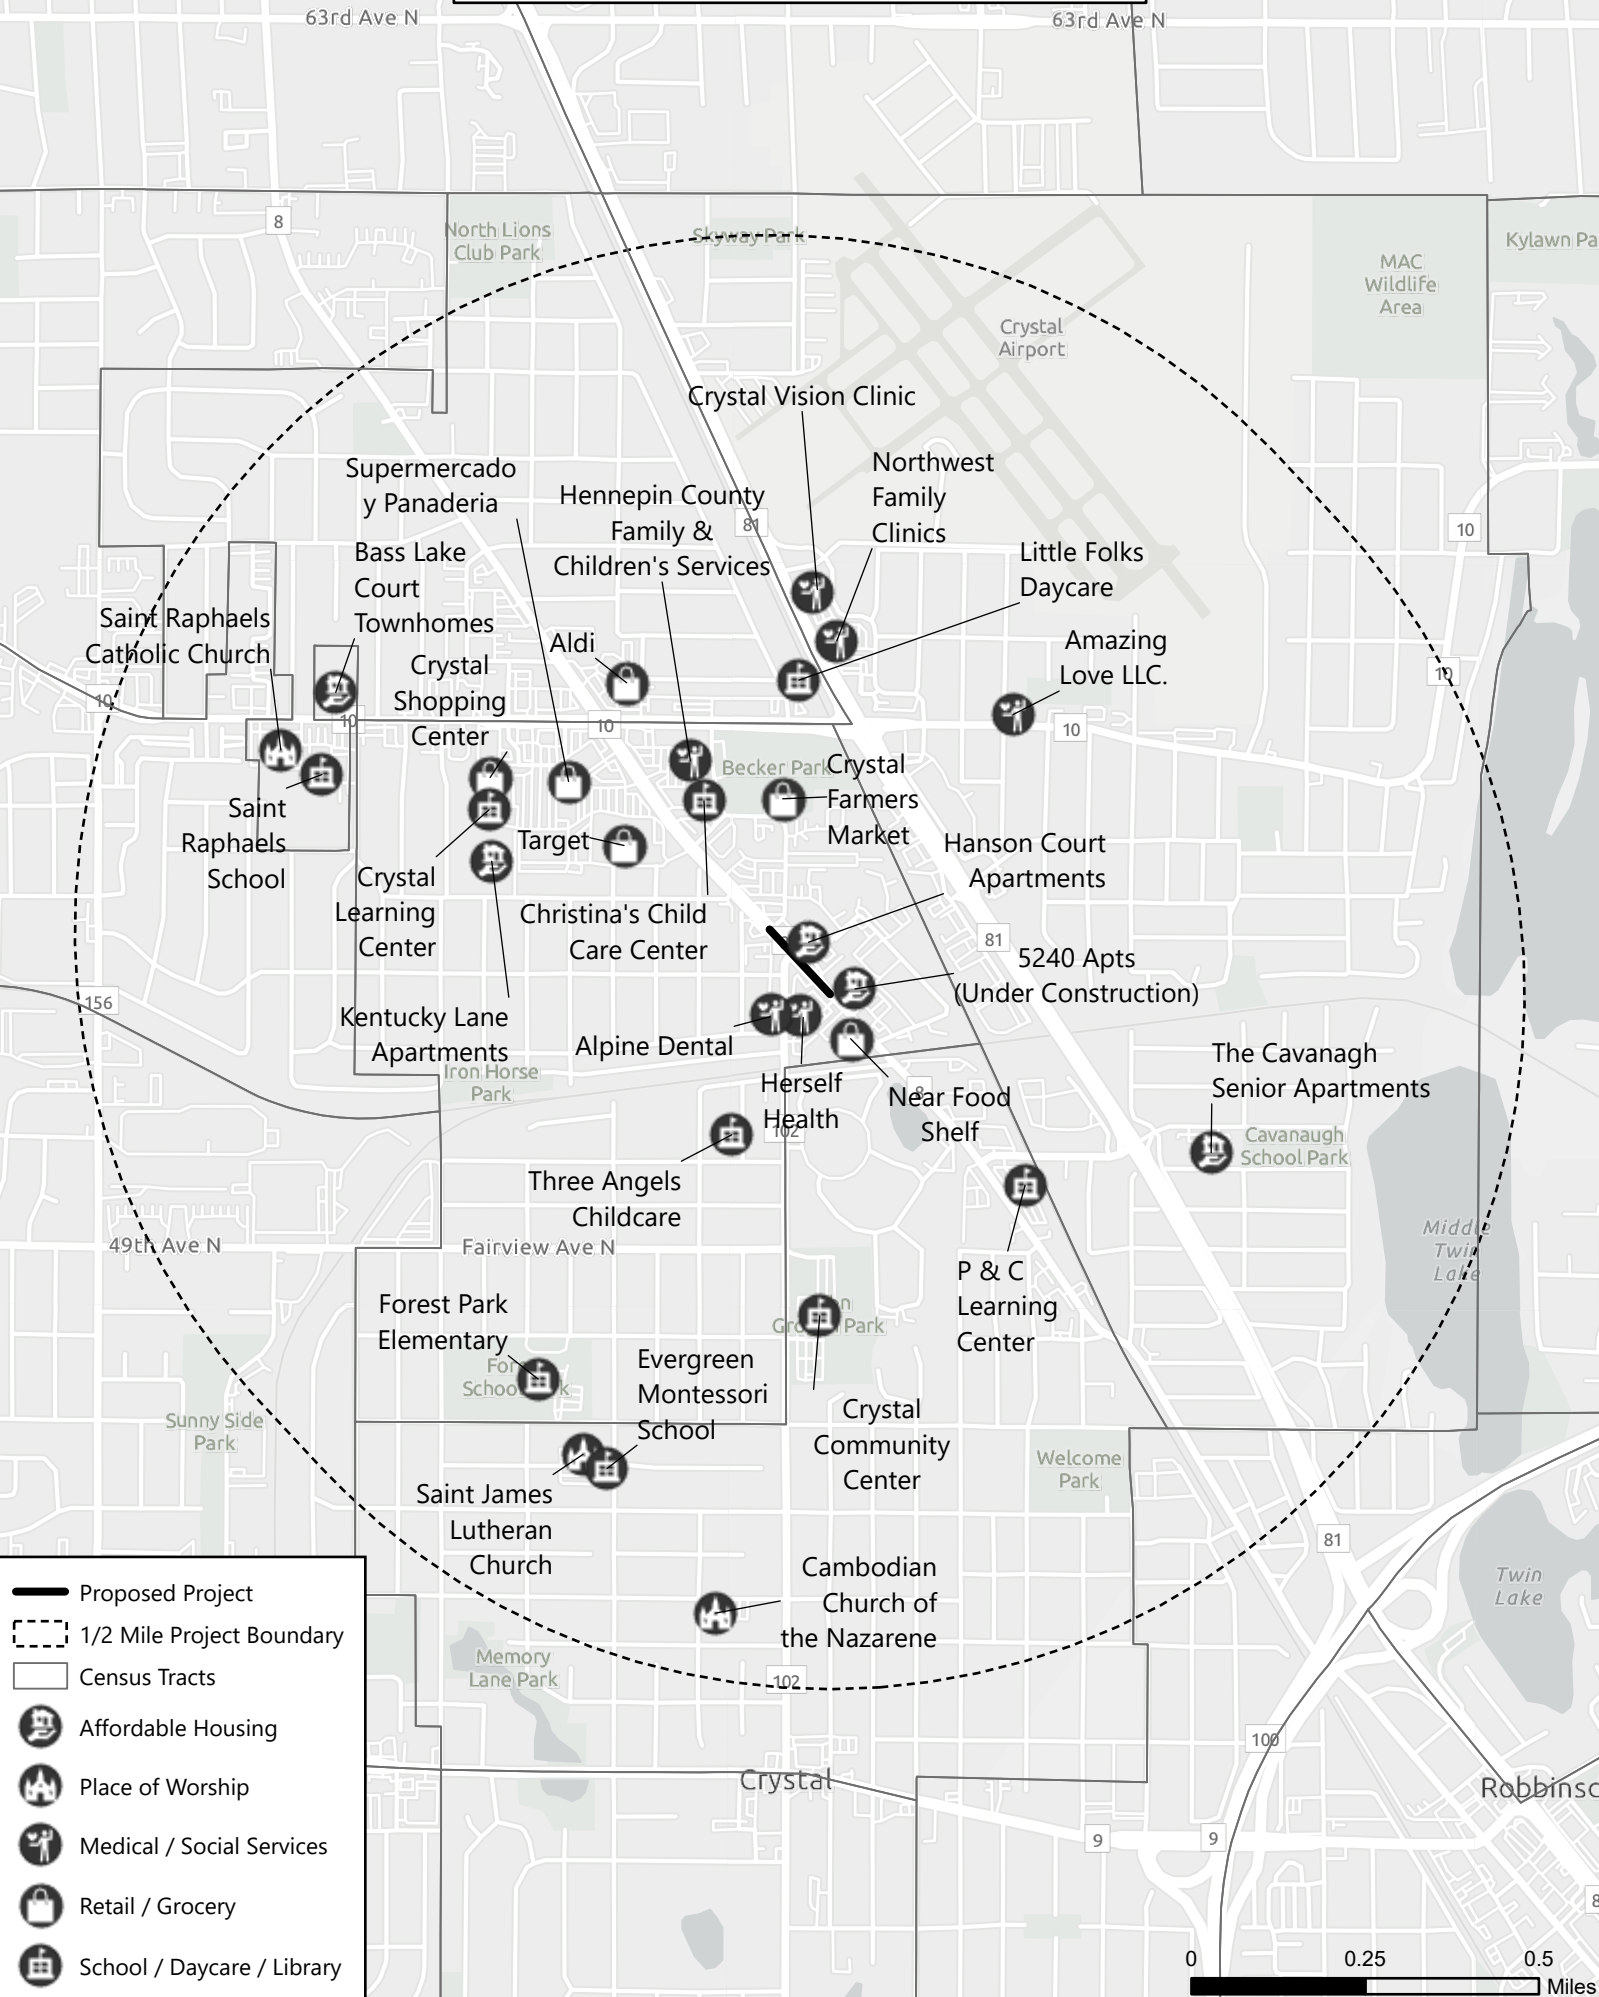 63rd Ave N
63rd Ave N
8
North Lions
Club Park
Skyway Park
MAC
Wildlife
Area
Kylawn Pa
Crystal
Airport
Crystal Vision Clinic
Supermercado
y Panaderia
Hennepin County
Family &
Children's Services
81
Northwest
Family
Clinics
10
Bass Lake
Court
Townhomes
Little Folks
Daycare
Saint Raphaels
Catholic Church
Aldi
Amazing
Love LLC.
Crystal
Shopping
Center
10
10
10
10
10
Becker Park
Crystal
Farmers
Market
Saint
Raphaels
School
Target
Hanson Court
Apartments
Crystal
Learning
Center
Christina's Child
Care Center
81
5240 Apts
(Under Construction)
156
Kentucky Lane
Apartments
Alpine Dental
Iron Horse
Park
Herself
Health
8
Near Food
Shelf
The Cavanagh
Senior Apartments
102
Cavanaugh
School Park
Three Angels
Childcare
49th Ave N
Fairview Ave N
Middle
Twin
Lake
P & C
Learning
Center
Forest Park
Elementary
Evergreen
Montessori
School
Crystal
Community
Center
Sunny Side
Park
Welcome
Park
Saint James
Lutheran
Church
81
Cambodian
Church of
the Nazarene
Twin
Lake
Memory
Lane Park
102
100
Crystal
Robbinsc
9
9
8
Proposed Project
1/2 Mile Project Boundary
Census Tracts
Affordable Housing
Place of Worship
Medical / Social Services
Retail / Grocery
School / Daycare / Library
0 0.25 0.5
Miles